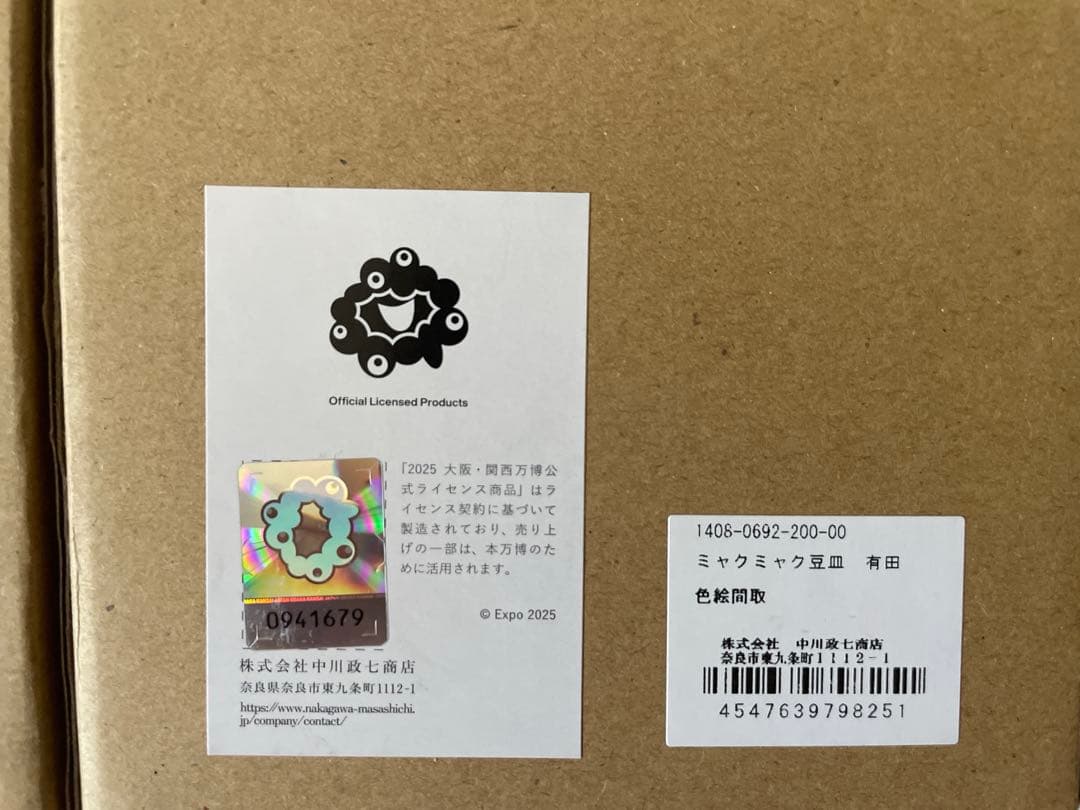 Official Licensed Products
「2025 大阪・関西万博公
式ライセンス商品」はラ
イセンス契約に基づいて
製造されており、売り上
げの一部は、本万博のた
めに活用されます。
© Expo 2025
0941679
株式会社中川政七商店
奈良県奈良市東九条町1112-1
https://www.nakagawa-masashichi.
jp/company/contact/
1408-0692-200-00
ミャクミャク豆皿 有田
色絵間取
株式会社 中川政七商店
奈良市東九条町1112-1
4547639798251